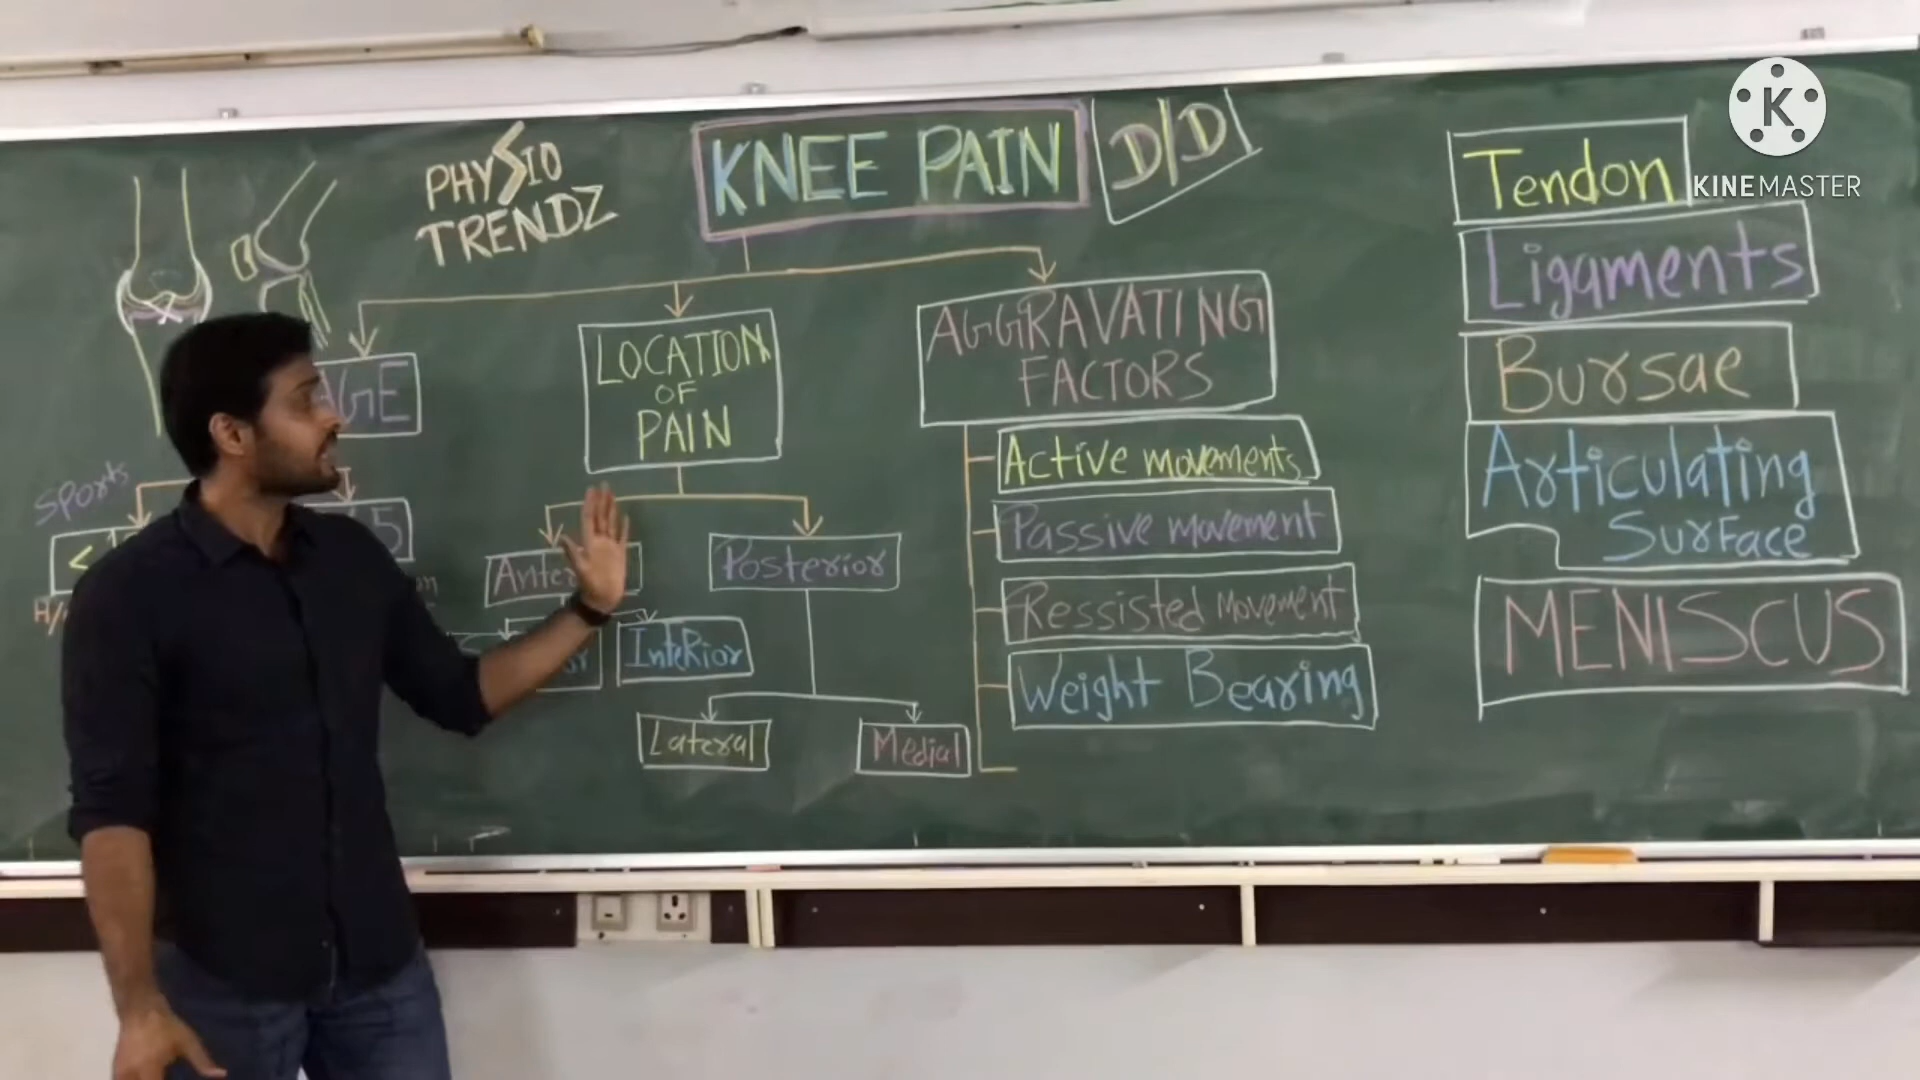 PHYSIO
TRENDZ
KNEE PAIN
D/D
AGE
Sports
<
H/
LOCATION
OF
PAIN
Posterior
InteRior
Lateral
Medial
AGGRAVATING
FACTORS
Active movements
Passive movement
Ressisted Movement
Weight Bearing
Tendon
Ligaments
Bursae
Articulating
Surface
MENISCUS
K
KINEMASTER